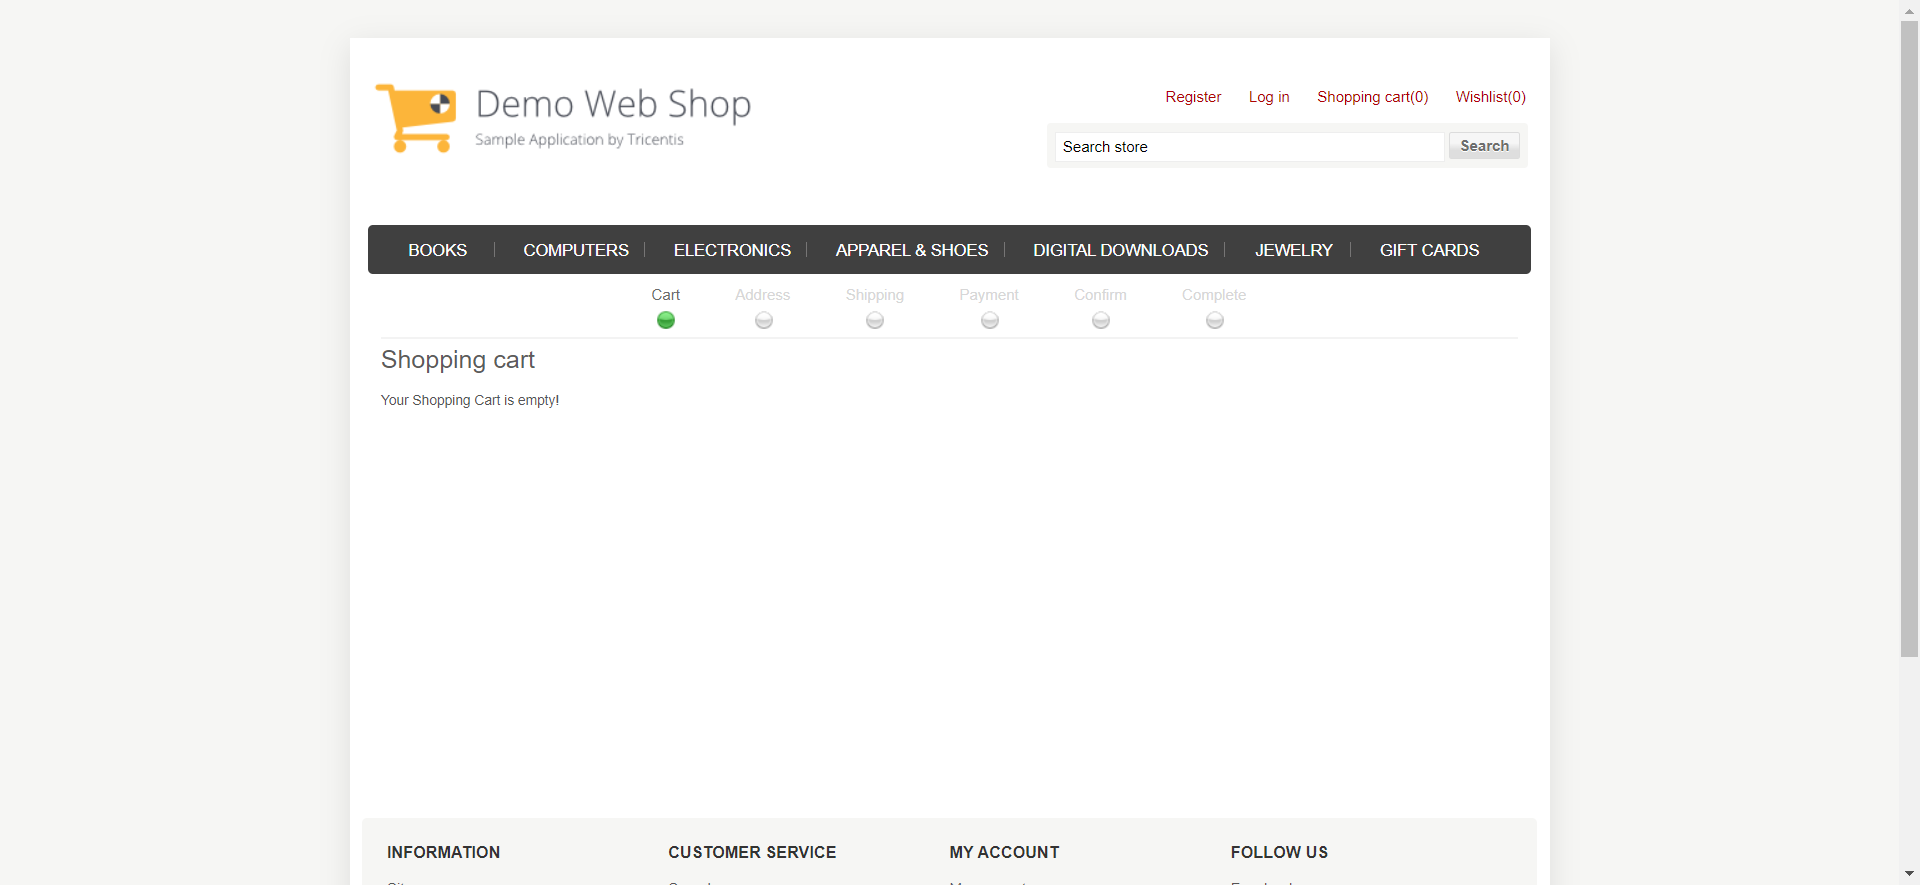 Demo Web Shop
Sample Application by Tricentis
Register Log in Shopping cart(0) Wishlist(0)
Search store Search
BOOKS COMPUTERS ELECTRONICS APPAREL & SHOES DIGITAL DOWNLOADS JEWELRY GIFT CARDS
Cart Address Shipping Payment Confirm Complete
Shopping cart
Your Shopping Cart is empty!
INFORMATION CUSTOMER SERVICE MY ACCOUNT FOLLOW US